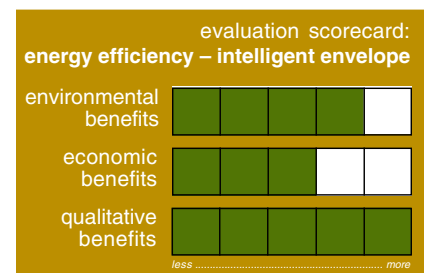 evaluation scorecard:
energy efficiency – intelligent envelope
environmental
benefits
economic
benefits
qualitative
benefits
less ............................................................... more